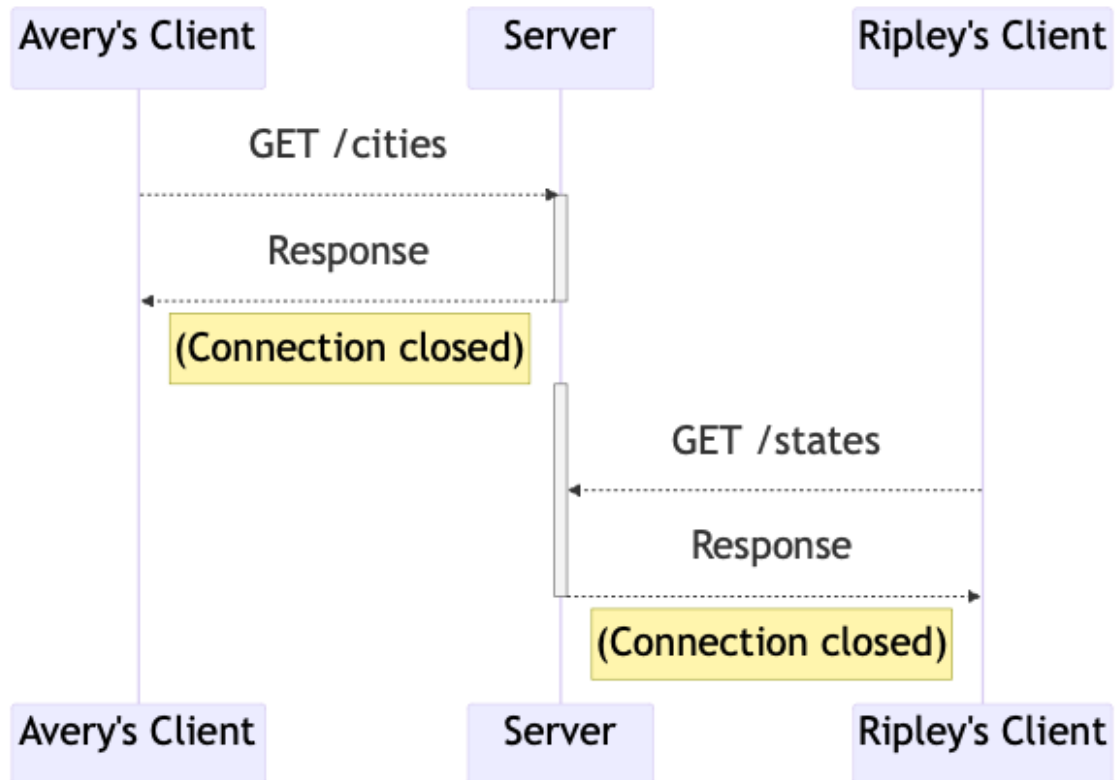 Avery's Client
Server
Ripley's Client
GET /cities
Response
(Connection closed)
GET /states
Response
(Connection closed)
Avery's Client
Server
Ripley's Client